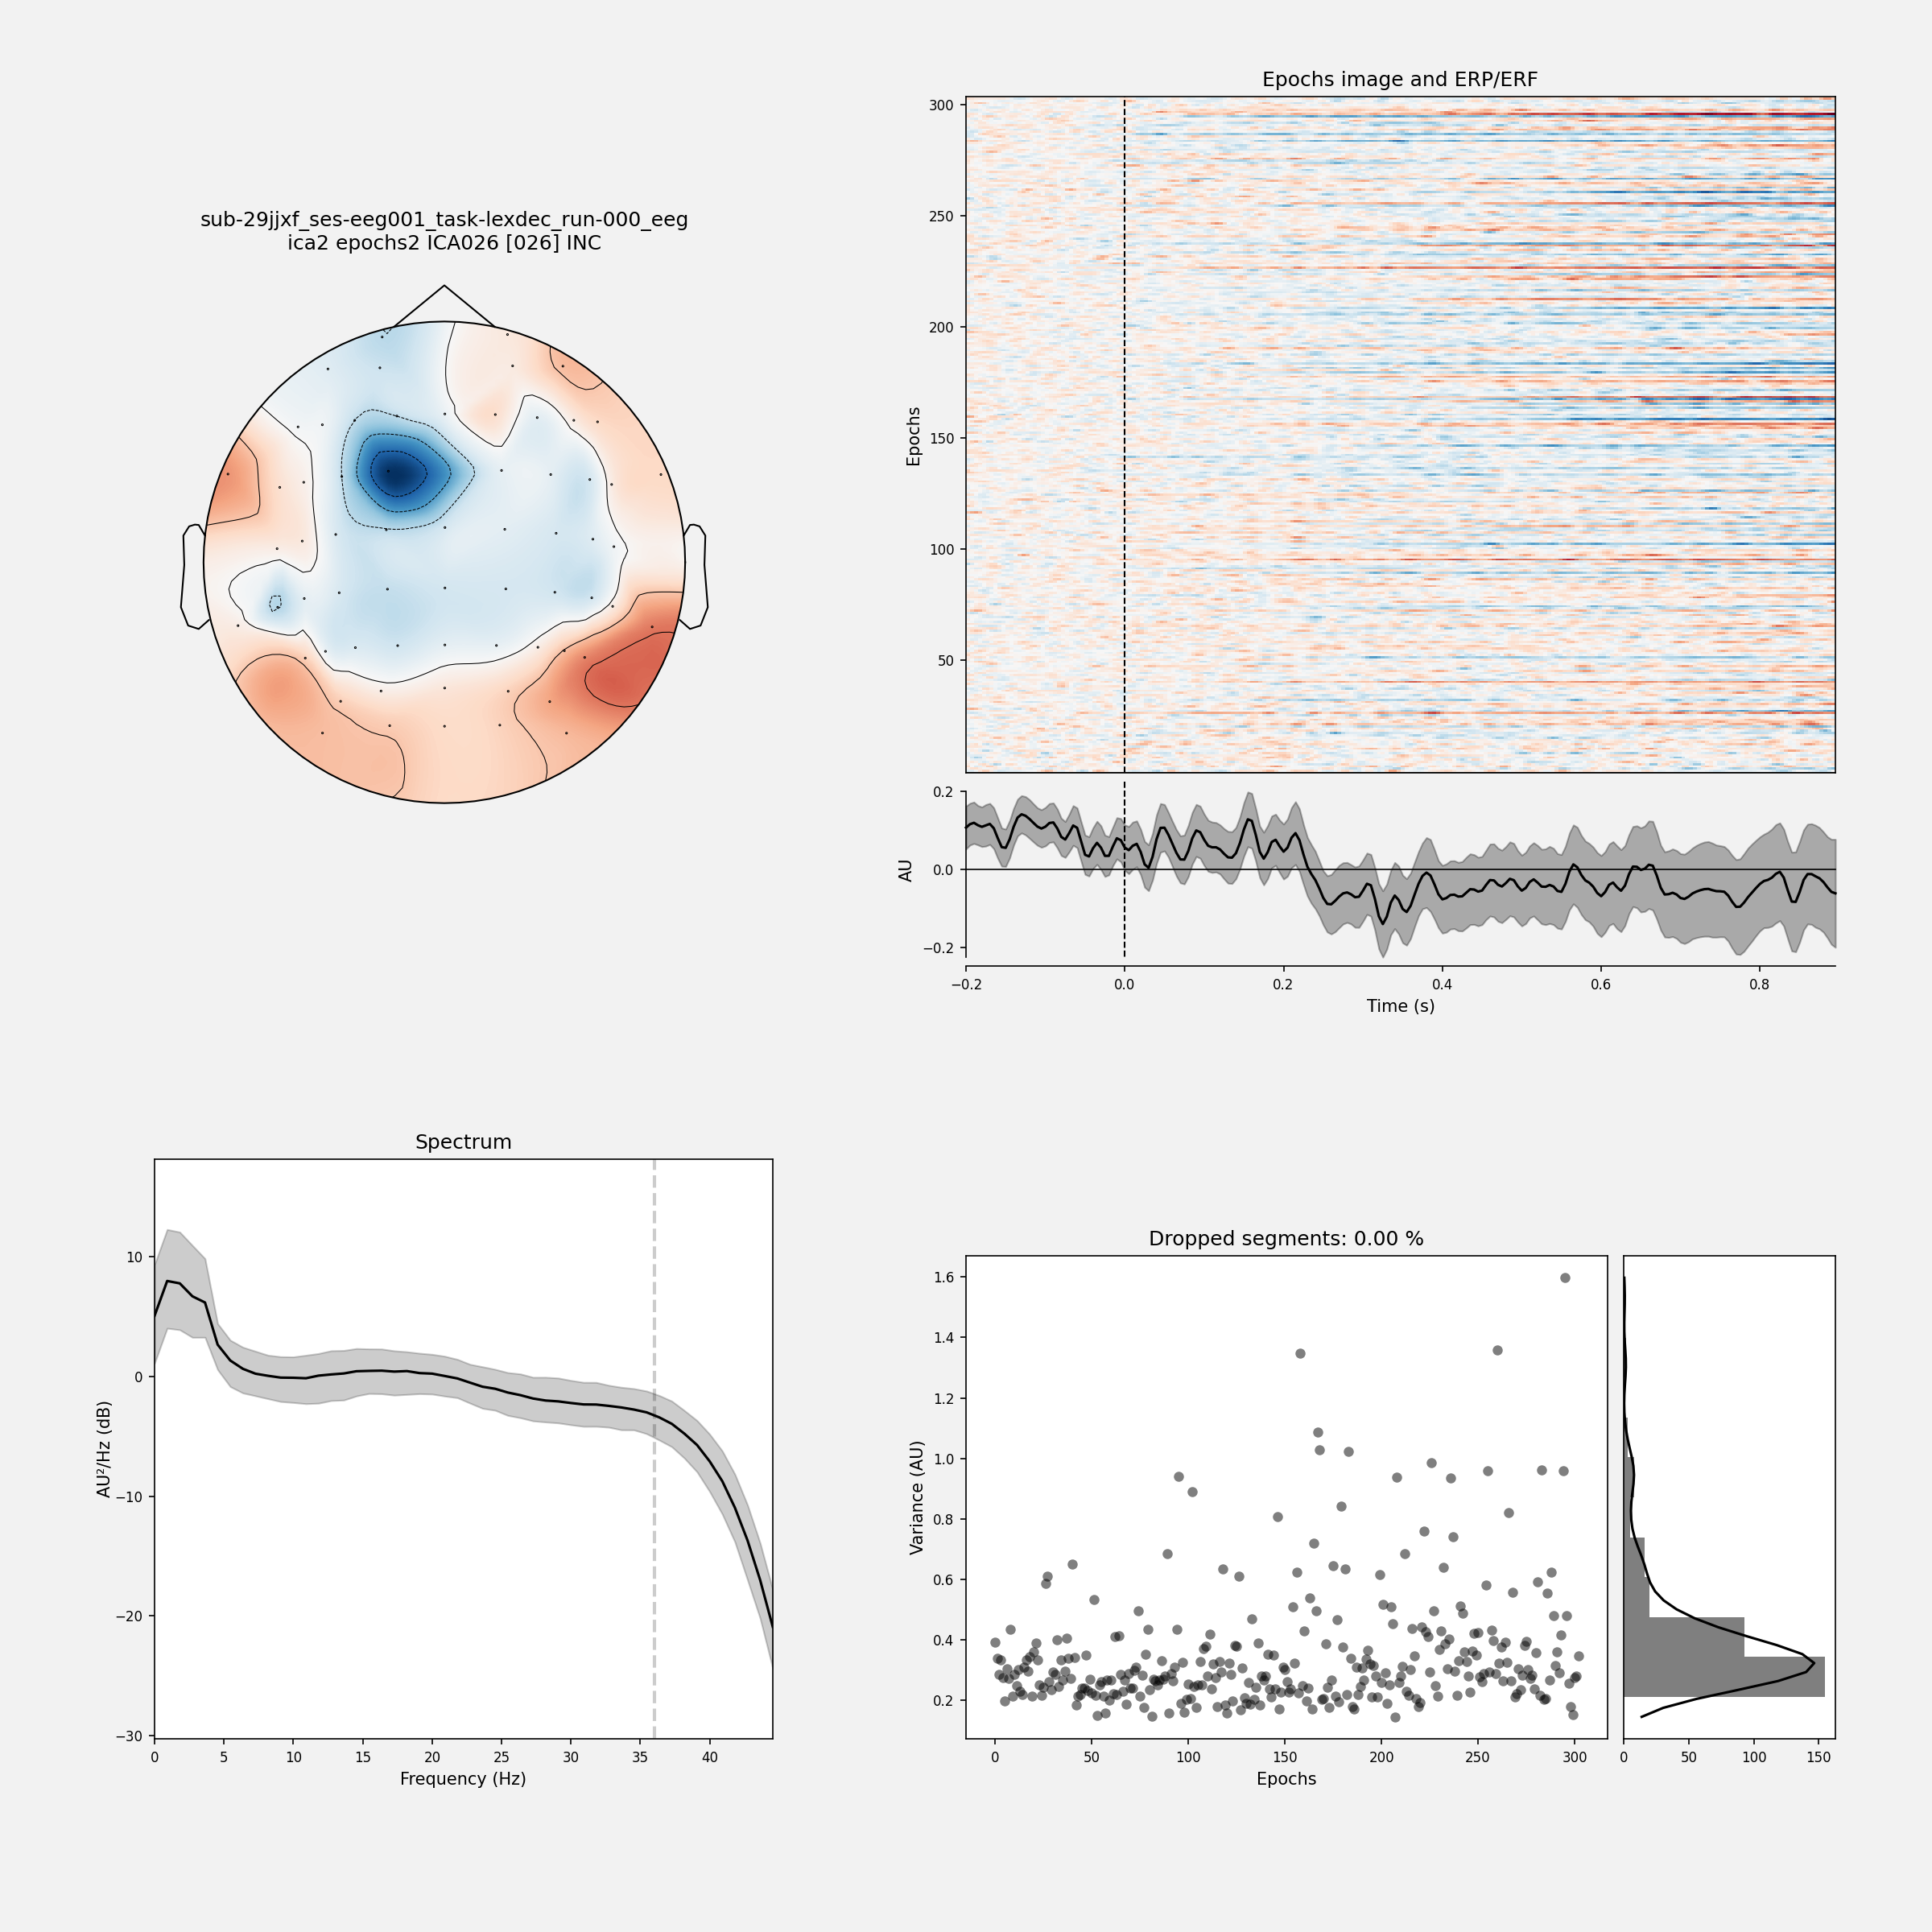 sub-29jjxf_ses-eeg001_task-lexdec_run-000_eeg
ica2 epochs2 ICA026 [026] INC
Epochs image and ERP/ERF
Epochs
300
250
200
150
100
50
AU
0.2
0.0
−0.2
−0.2 0.0 0.2 0.4 0.6 0.8
Time (s)
Spectrum
AU²/Hz (dB)
10
0
−10
−20
−30
0 5 10 15 20 25 30 35 40
Frequency (Hz)
Dropped segments: 0.00 %
Variance (AU)
1.6
1.4
1.2
1.0
0.8
0.6
0.4
0.2
0 50 100 150 200 250 300
Epochs
0 50 100 150